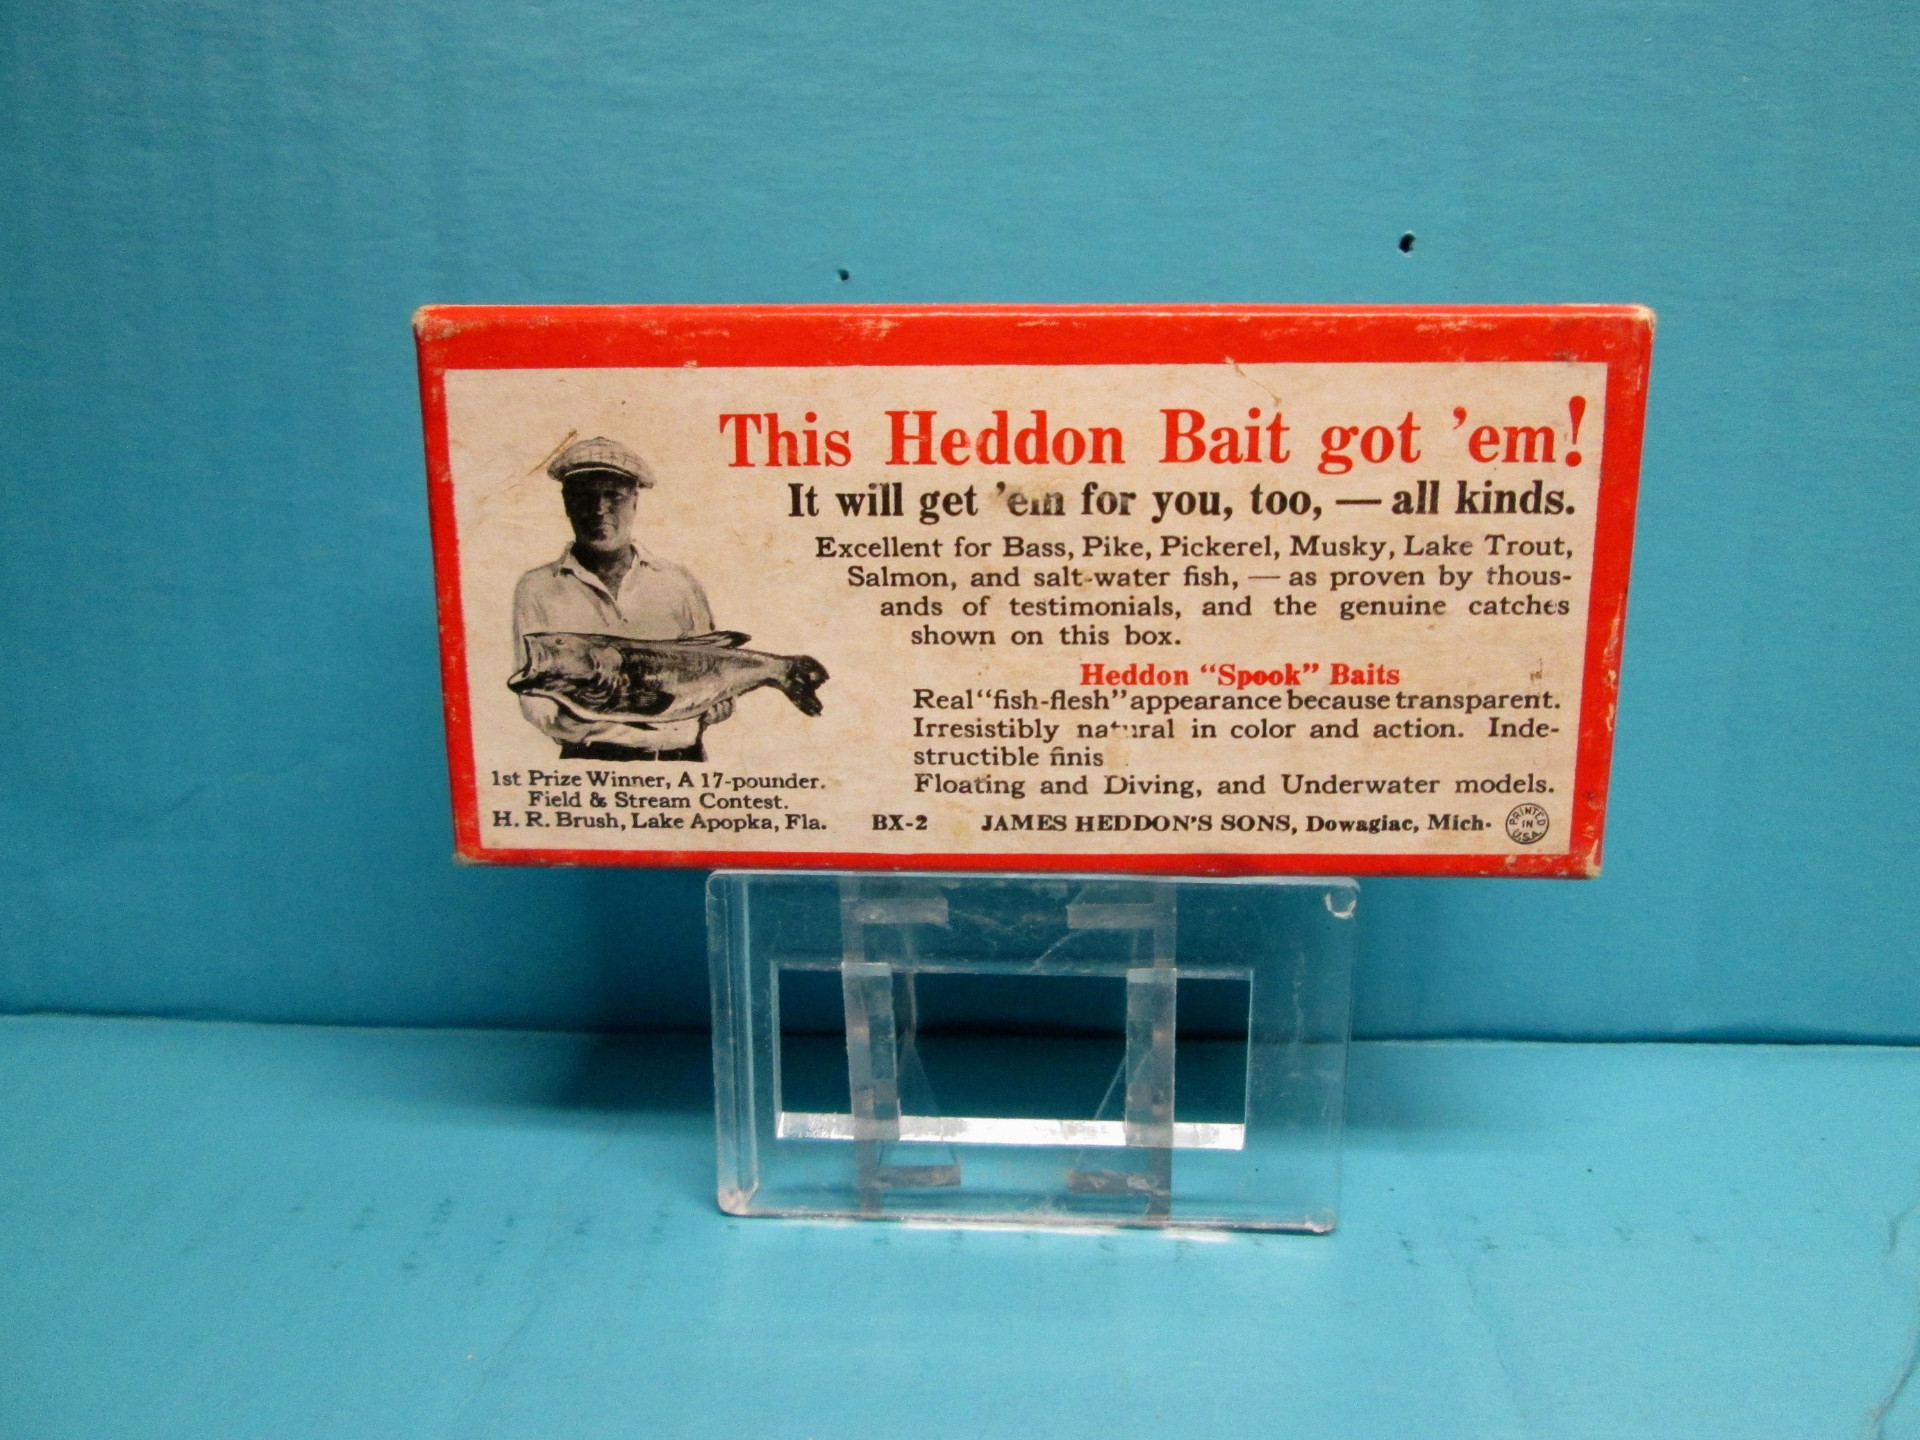 This Heddon Bait got 'em!
It will get 'em for you, too, — all kinds.
Excellent for Bass, Pike, Pickerel, Musky, Lake Trout,
Salmon, and salt-water fish, — as proven by thous-
ands of testimonials, and the genuine catches
shown on this box.
Heddon "Spook" Baits
Real "fish-flesh" appearance because transparent.
Irresistibly natural in color and action. Inde-
structible finis
Floating and Diving, and Underwater models.
1st Prize Winner, A 17-pounder.
Field & Stream Contest.
H. R. Brush, Lake Apopka, Fla.
BX-2 JAMES HEDDON'S SONS, Dowagiac, Mich.
PRINTED
IN
U.S.A.